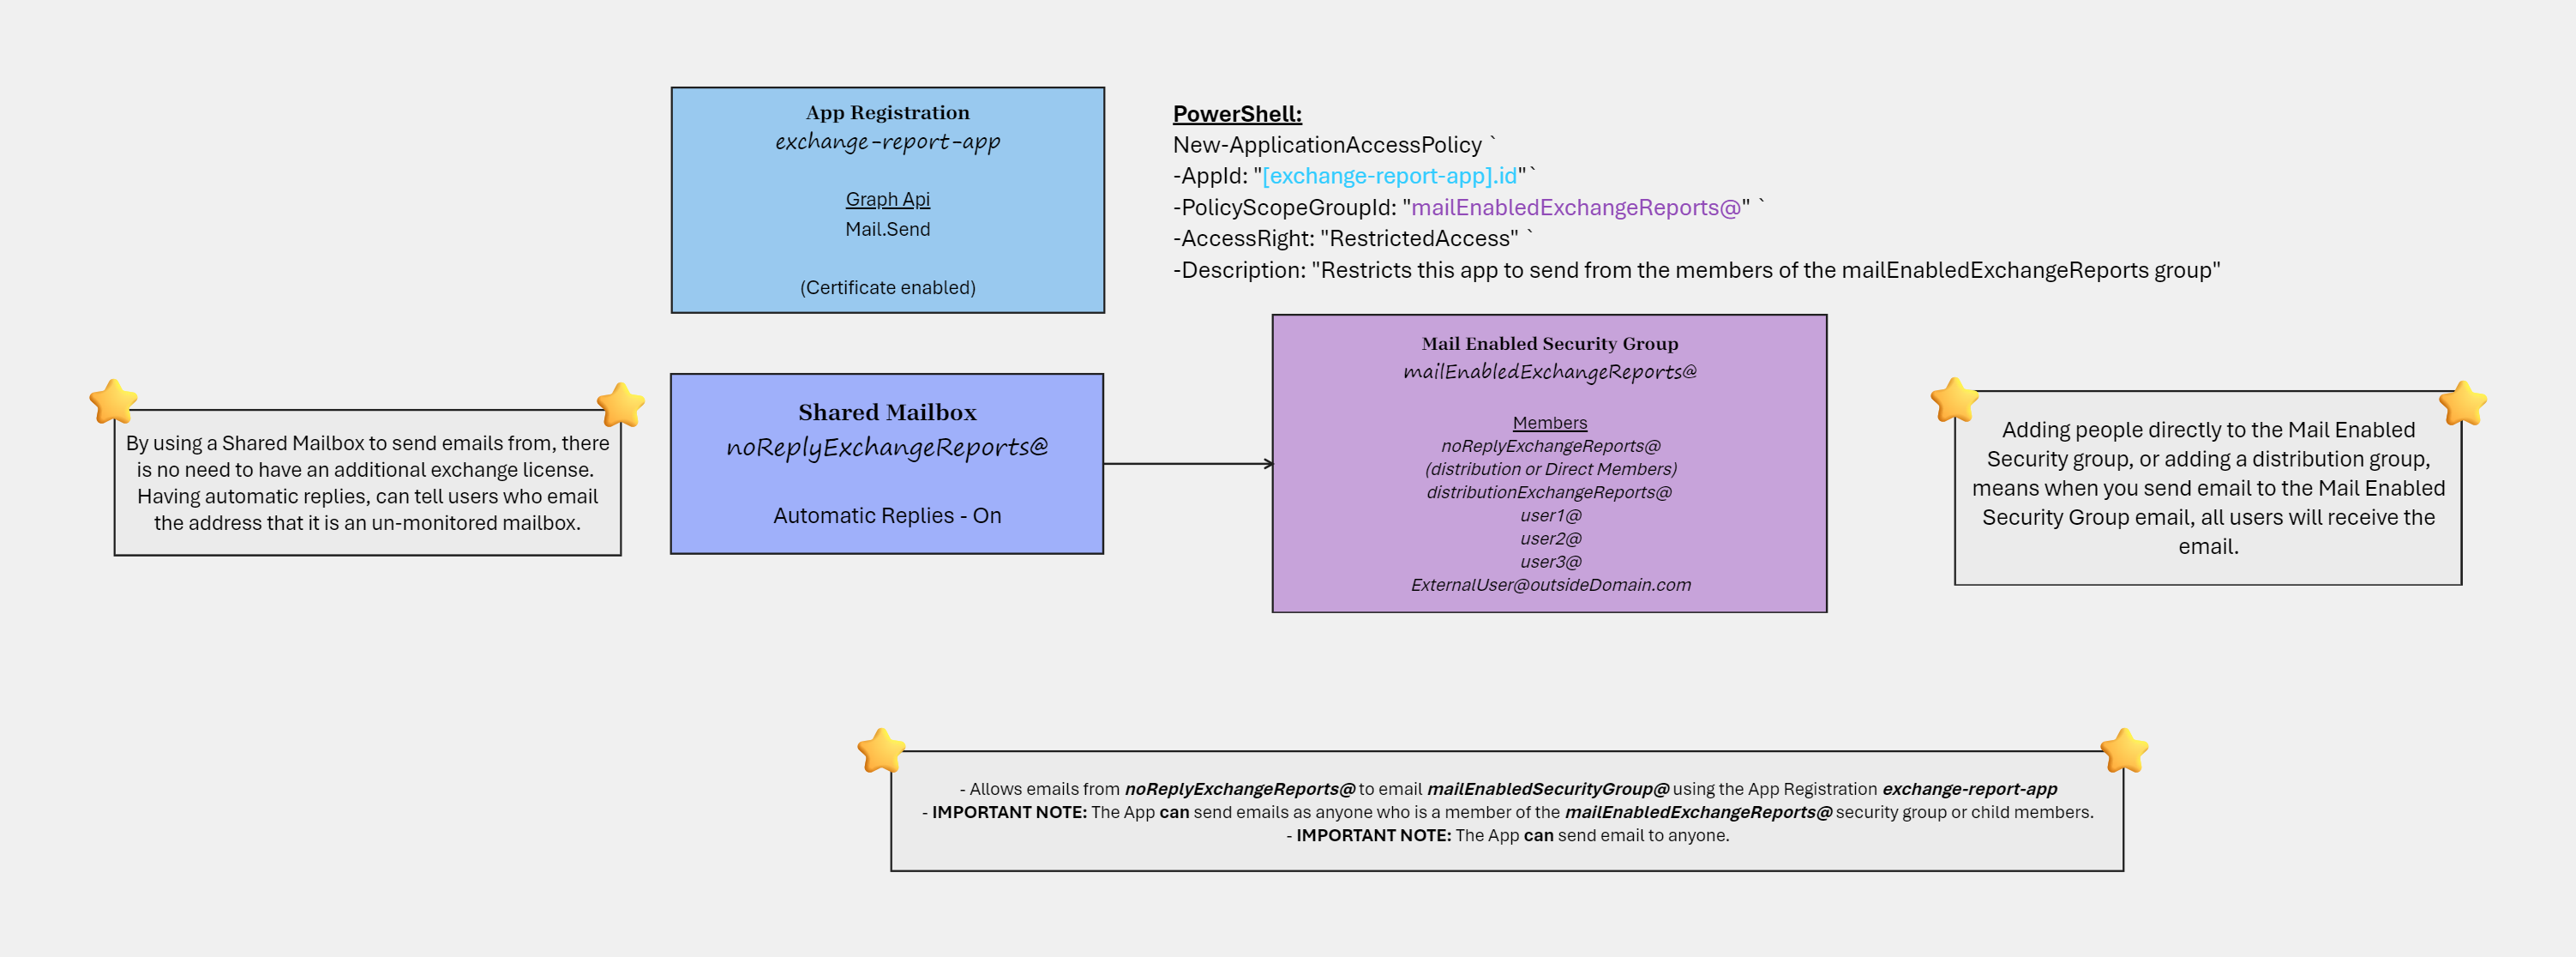 App Registration
exchange-report-app
Graph Api
Mail.Send
(Certificate enabled)
PowerShell:
New-ApplicationAccessPolicy `
-AppId: "[exchange-report-app].id"`
-PolicyScopeGroupId: "mailEnabledExchangeReports@" `
-AccessRight: "RestrictedAccess" `
-Description: "Restricts this app to send from the members of the mailEnabledExchangeReports group"
By using a Shared Mailbox to send emails from, there
is no need to have an additional exchange license.
Having automatic replies, can tell users who email
the address that it is an un-monitored mailbox.
Shared Mailbox
noReplyExchangeReports@
Automatic Replies - On
Mail Enabled Security Group
mailEnabledExchangeReports@
Members
noReplyExchangeReports@
(distribution or Direct Members)
distributionExchangeReports@
user1@
user2@
user3@
ExternalUser@outsideDomain.com
Adding people directly to the Mail Enabled
Security group, or adding a distribution group,
means when you send email to the Mail Enabled
Security Group email, all users will receive the
email.
- Allows emails from noReplyExchangeReports@ to email mailEnabledSecurityGroup@ using the App Registration exchange-report-app
- IMPORTANT NOTE: The App can send emails as anyone who is a member of the mailEnabledExchangeReports@ security group or child members.
- IMPORTANT NOTE: The App can send email to anyone.